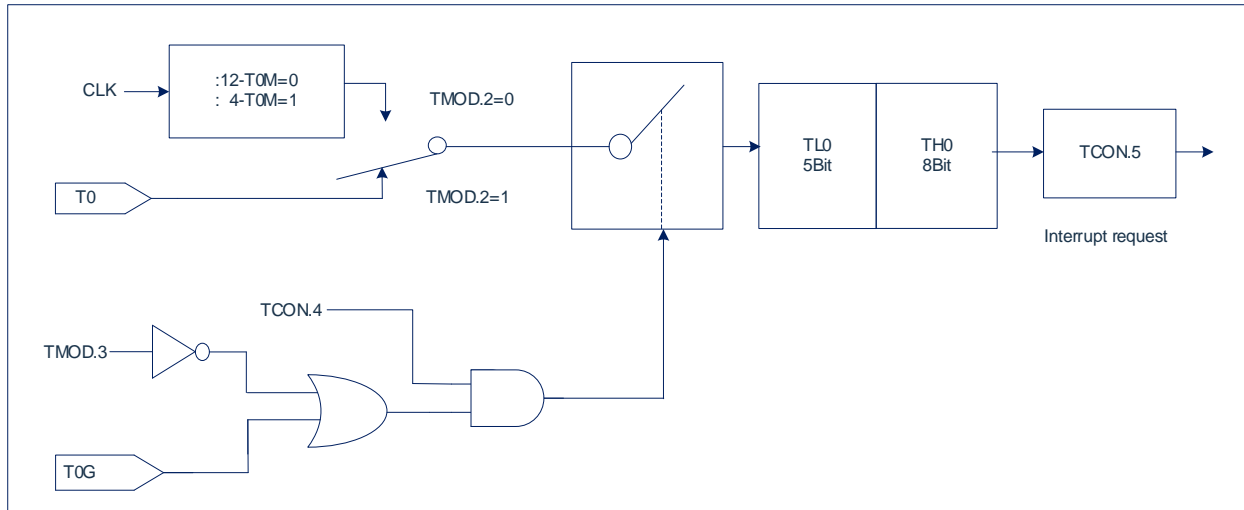 :12-T0M=0
: 4-T0M=1
CLK
TMOD.2=0
T0
TMOD.2=1
TL0
5Bit
TH0
8Bit
TCON.5
Interrupt request
TCON.4
TMOD.3
T0G